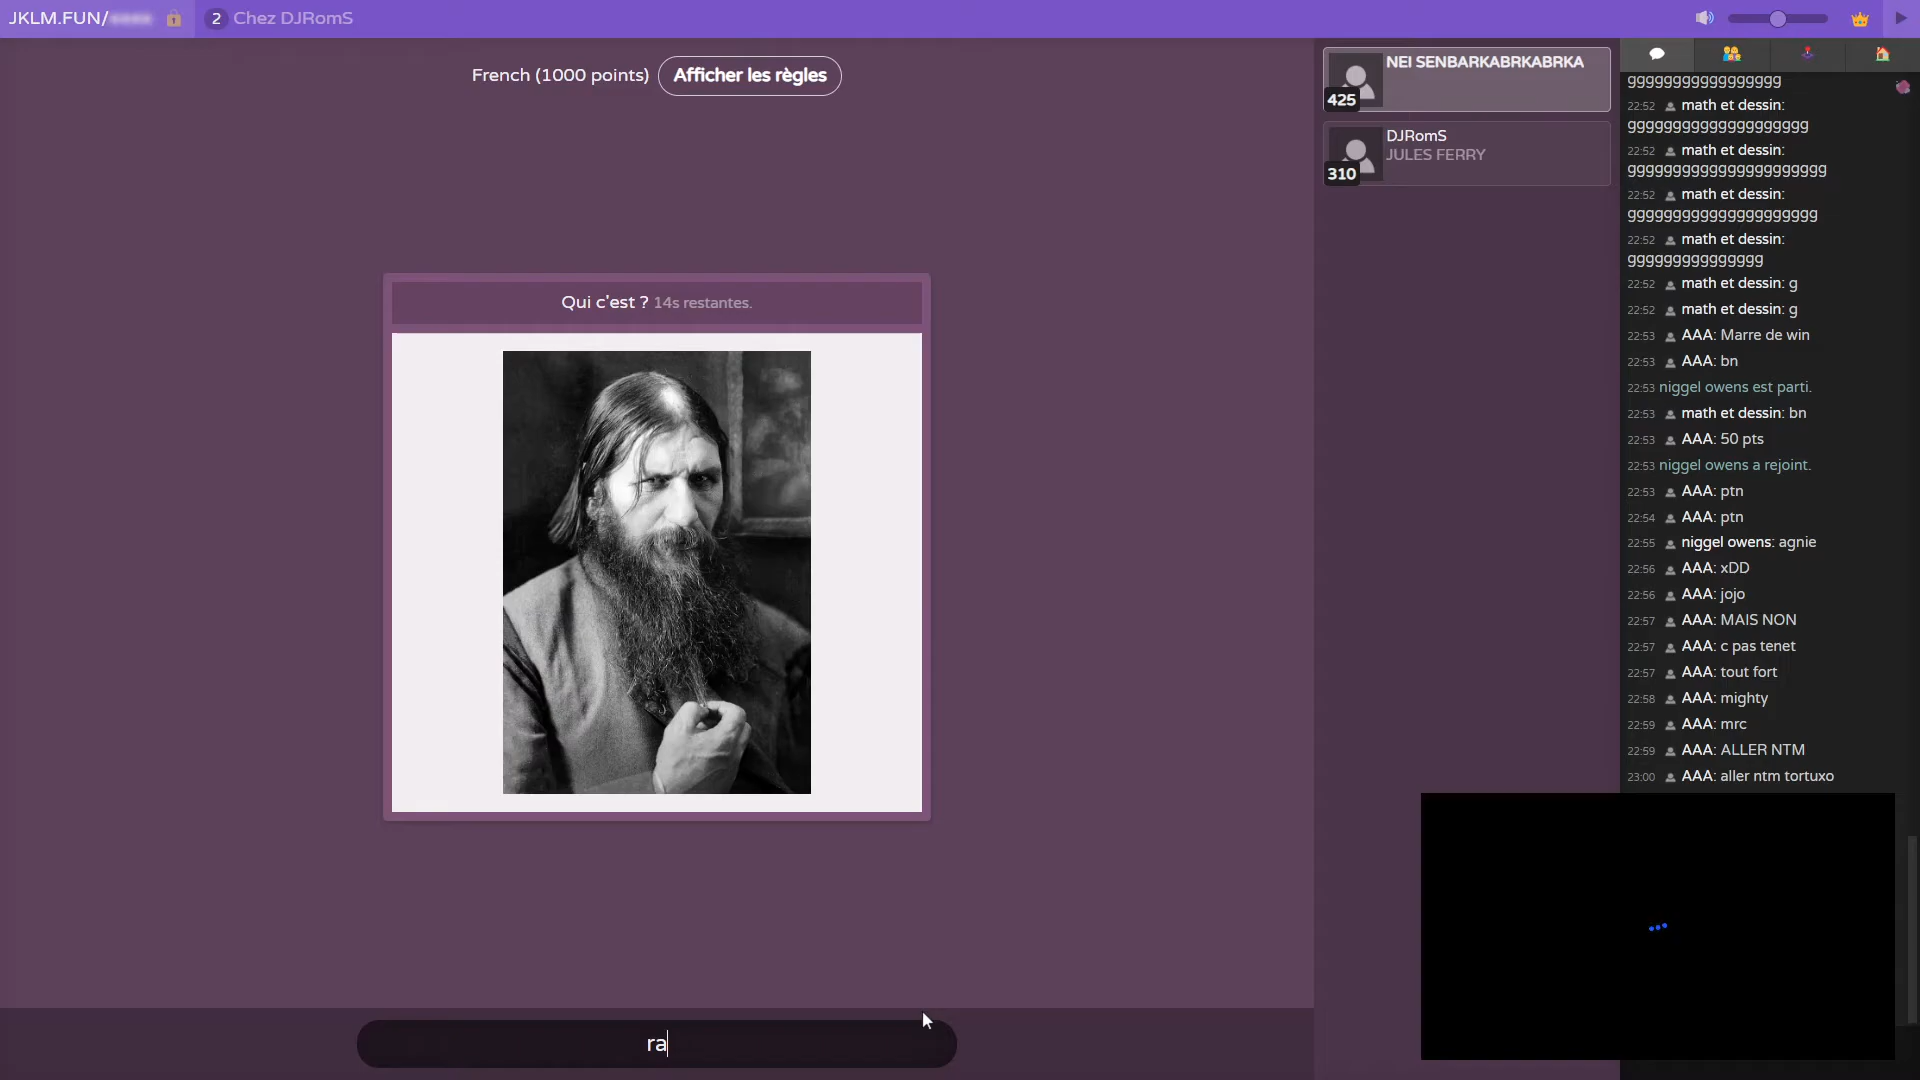 JKLM.FUN/
2 Chez DJRomS
French (1000 points) Afficher les règles
Qui c'est ? 14s restantes.
ra
NEI SENBARKABRKABRKA
425
DJRomS
JULES FERRY
310
ggggggggggggggggg
22:52 math et dessin:
gggggggggggggggggggg
22:52 math et dessin:
gggggggggggggggggggggg
22:52 math et dessin:
ggggggggggggggggggggg
22:52 math et dessin:
ggggggggggggggg
22:52 math et dessin: g
22:52 math et dessin: g
22:53 AAA: Marre de win
22:53 AAA: bn
22:53 niggel owens est parti.
22:53 math et dessin: bn
22:53 AAA: 50 pts
22:53 niggel owens a rejoint.
22:53 AAA: ptn
22:54 AAA: ptn
22:55 niggel owens: agnie
22:56 AAA: xDD
22:56 AAA: jojo
22:57 AAA: MAIS NON
22:57 AAA: c pas tenet
22:57 AAA: tout fort
22:58 AAA: mighty
22:59 AAA: mrc
22:59 AAA: ALLER NTM
23:00 AAA: aller ntm tortuxo